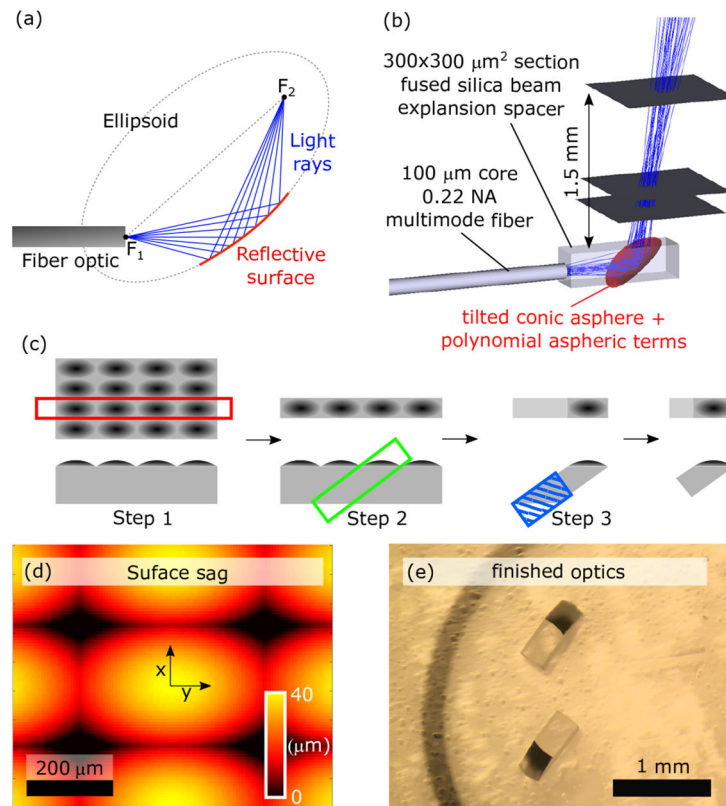 (a)
F2
Ellipsoid
Light
rays
F1
Fiber optic
Reflective
surface
(b)
300x300 μm² section
fused silica beam
explansion spacer
1.5 mm
100 μm core
0.22 NA
multimode fiber
tilted conic asphere +
polynomial aspheric terms
(c)
Step 1
Step 2
Step 3
(d)
Suface sag
x
y
40
(μm)
0
200 μm
(e)
finished optics
1 mm